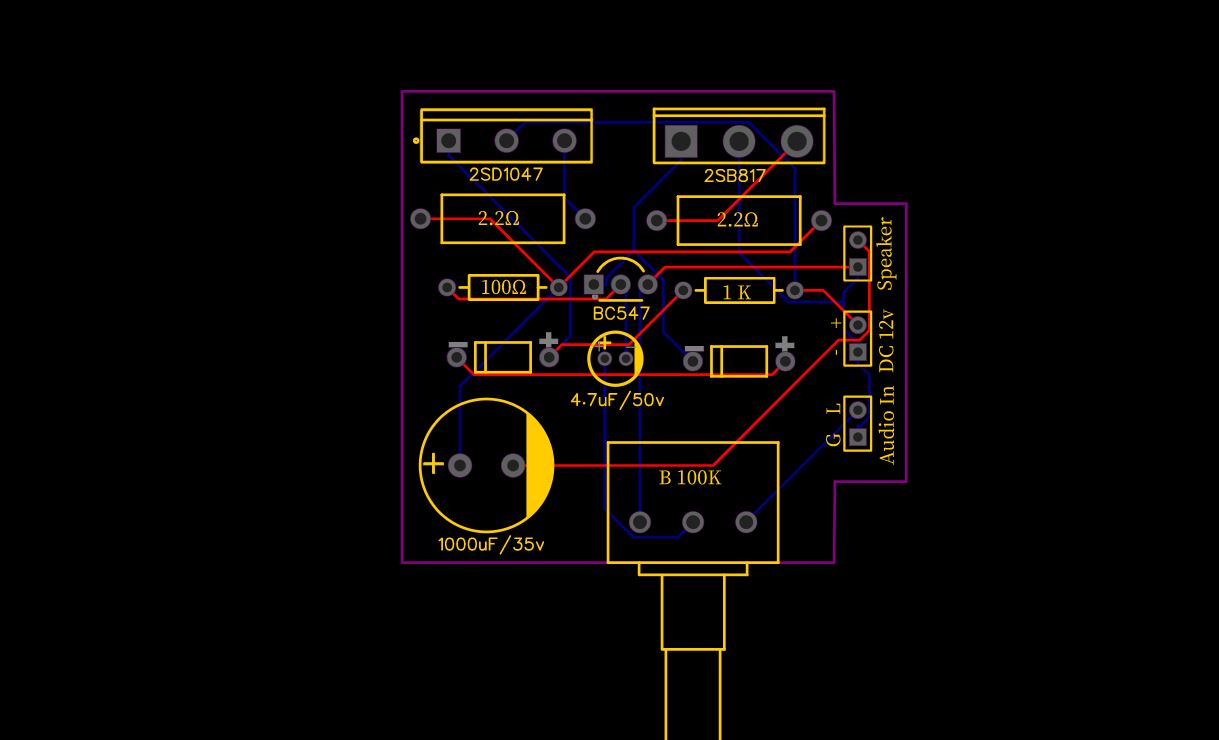 2SD1047
2SB817
2.2Ω
2.2Ω
Speaker
100Ω
1 K
BC547
+
-
DC 12v
4.7uF/50v
L
G
Audio In
B 100K
1000uF/35v